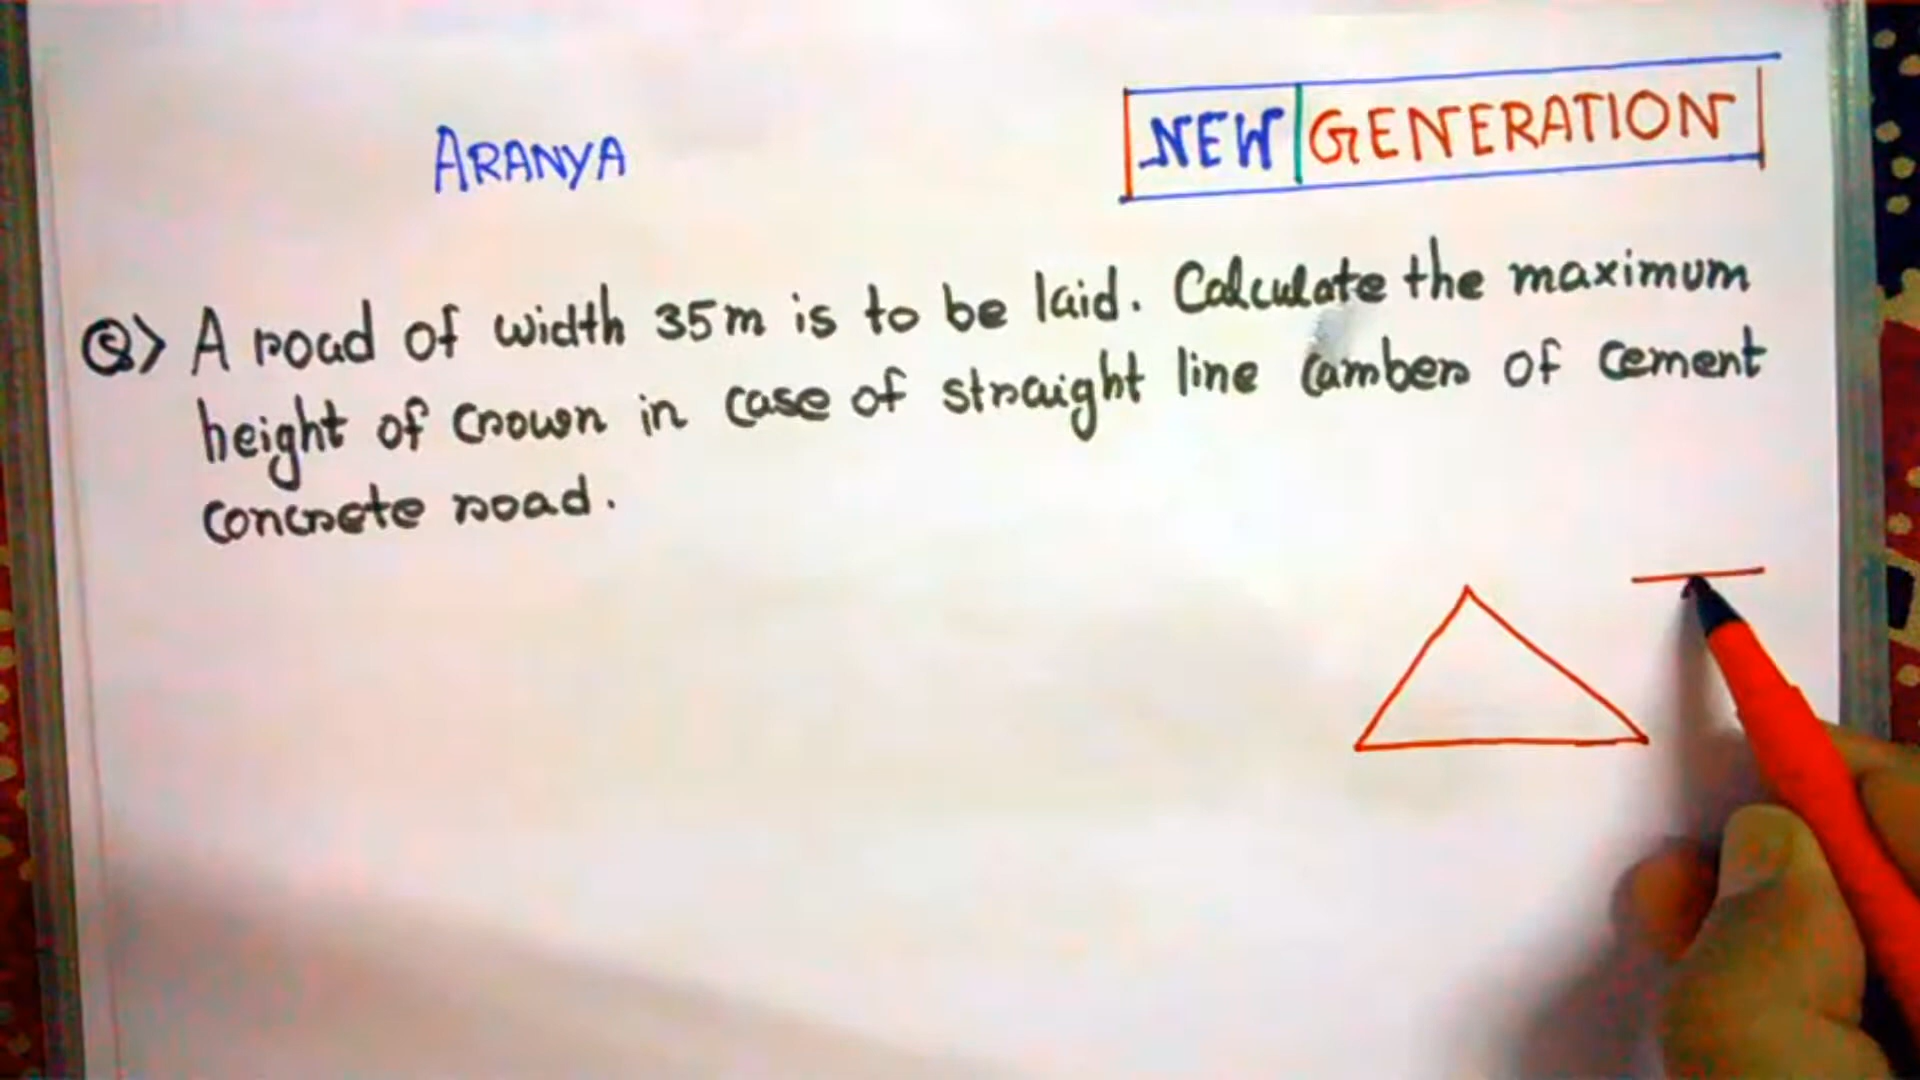 ARANYA
NEW GENERATION
Q> A road of width 35m is to be laid. Calculate the maximum
height of crown in case of straight line camber of cement
concrete road.